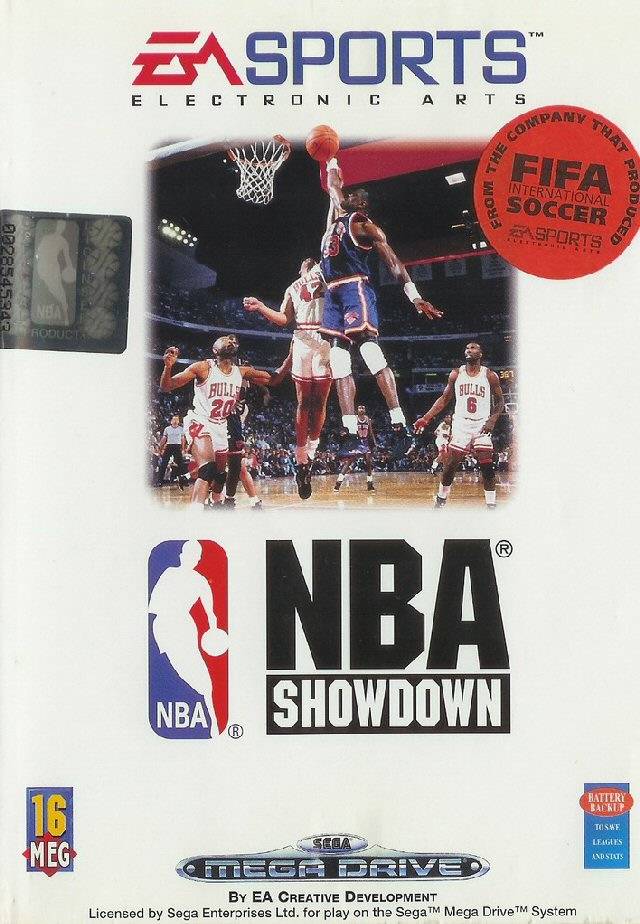 EA SPORTS™
ELECTRONIC ARTS
FROM THE COMPANY THAT PRODUCED
FIFA
INTERNATIONAL
SOCCER
EA SPORTS
ELECTRONIC ARTS
NBA
PRODUCT
BULLS
20
BULLS
6
NBA®
NBA®
SHOWDOWN
16
MEG
BATTERY
BACKUP
TO SAVE
LEAGUES
AND STATS
SEGA
MEGA DRIVE
BY EA CREATIVE DEVELOPMENT
Licensed by Sega Enterprises Ltd. for play on the Sega™ Mega Drive™ System